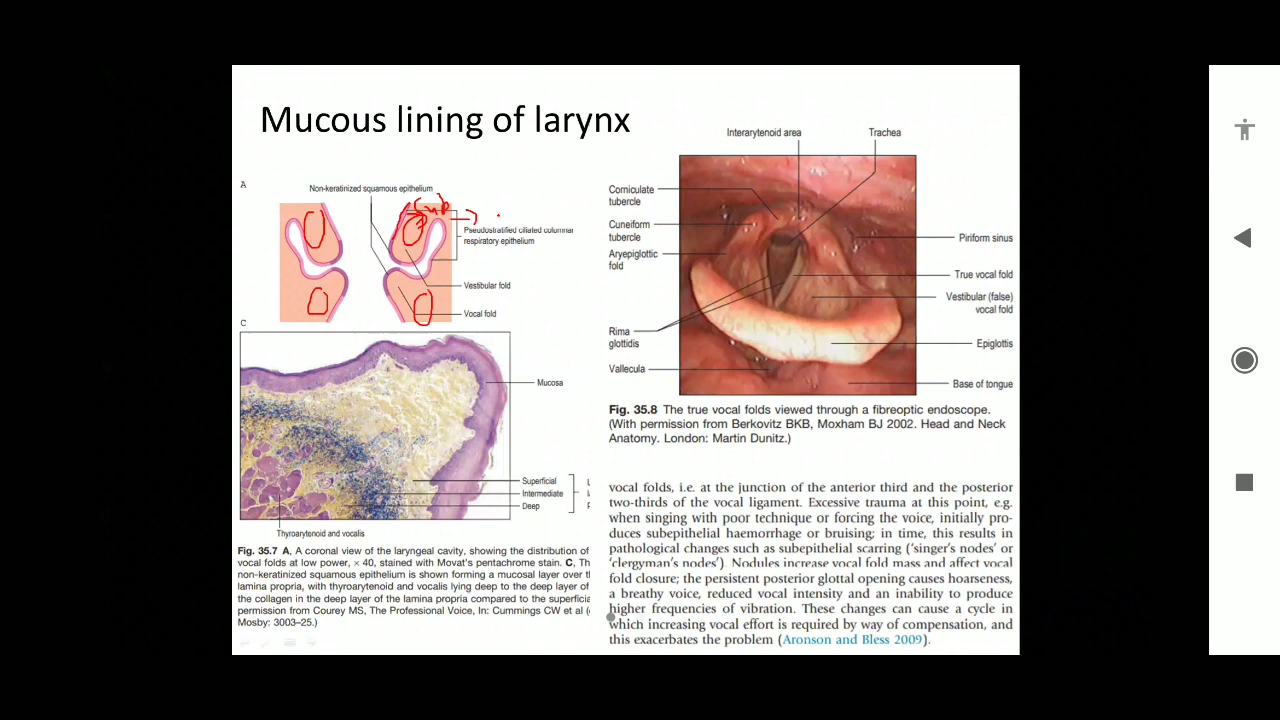 Mucous lining of larynx
A
Non-keratinized squamous epithelium
Sub
Pseudostratified ciliated columnar
respiratory epithelium
Vestibular fold
Vocal fold
C
Mucosa
Superficial
Intermediate
Deep
Thyroarytenoid and vocalis
Fig. 35.7 A, A coronal view of the laryngeal cavity, showing the distribution of
vocal folds at low power, × 40, stained with Movat's pentachrome stain. C, Th
non-keratinized squamous epithelium is shown forming a mucosal layer over t
lamina propria, with thyroarytenoid and vocalis lying deep to the deep layer of
the collagen in the deep layer of the lamina propria compared to the superficia
permission from Courey MS, The Professional Voice, In: Cummings CW et al (
Mosby: 3003–25.)
Interarytenoid area
Trachea
Corniculate
tubercle
Cuneiform
tubercle
Aryepiglottic
fold
Rima
glottidis
Vallecula
Piriform sinus
True vocal fold
Vestibular (false)
vocal fold
Epiglottis
Base of tongue
Fig. 35.8 The true vocal folds viewed through a fibreoptic endoscope.
(With permission from Berkovitz BKB, Moxham BJ 2002. Head and Neck
Anatomy. London: Martin Dunitz.)
vocal folds, i.e. at the junction of the anterior third and the posterior
two-thirds of the vocal ligament. Excessive trauma at this point, e.g.
when singing with poor technique or forcing the voice, initially pro-
duces subepithelial haemorrhage or bruising; in time, this results in
pathological changes such as subepithelial scarring ('singer's nodes' or
'clergyman's nodes'). Nodules increase vocal fold mass and affect vocal
fold closure; the persistent posterior glottal opening causes hoarseness,
a breathy voice, reduced vocal intensity and an inability to produce
higher frequencies of vibration. These changes can cause a cycle in
which increasing vocal effort is required by way of compensation, and
this exacerbates the problem (Aronson and Bless 2009).